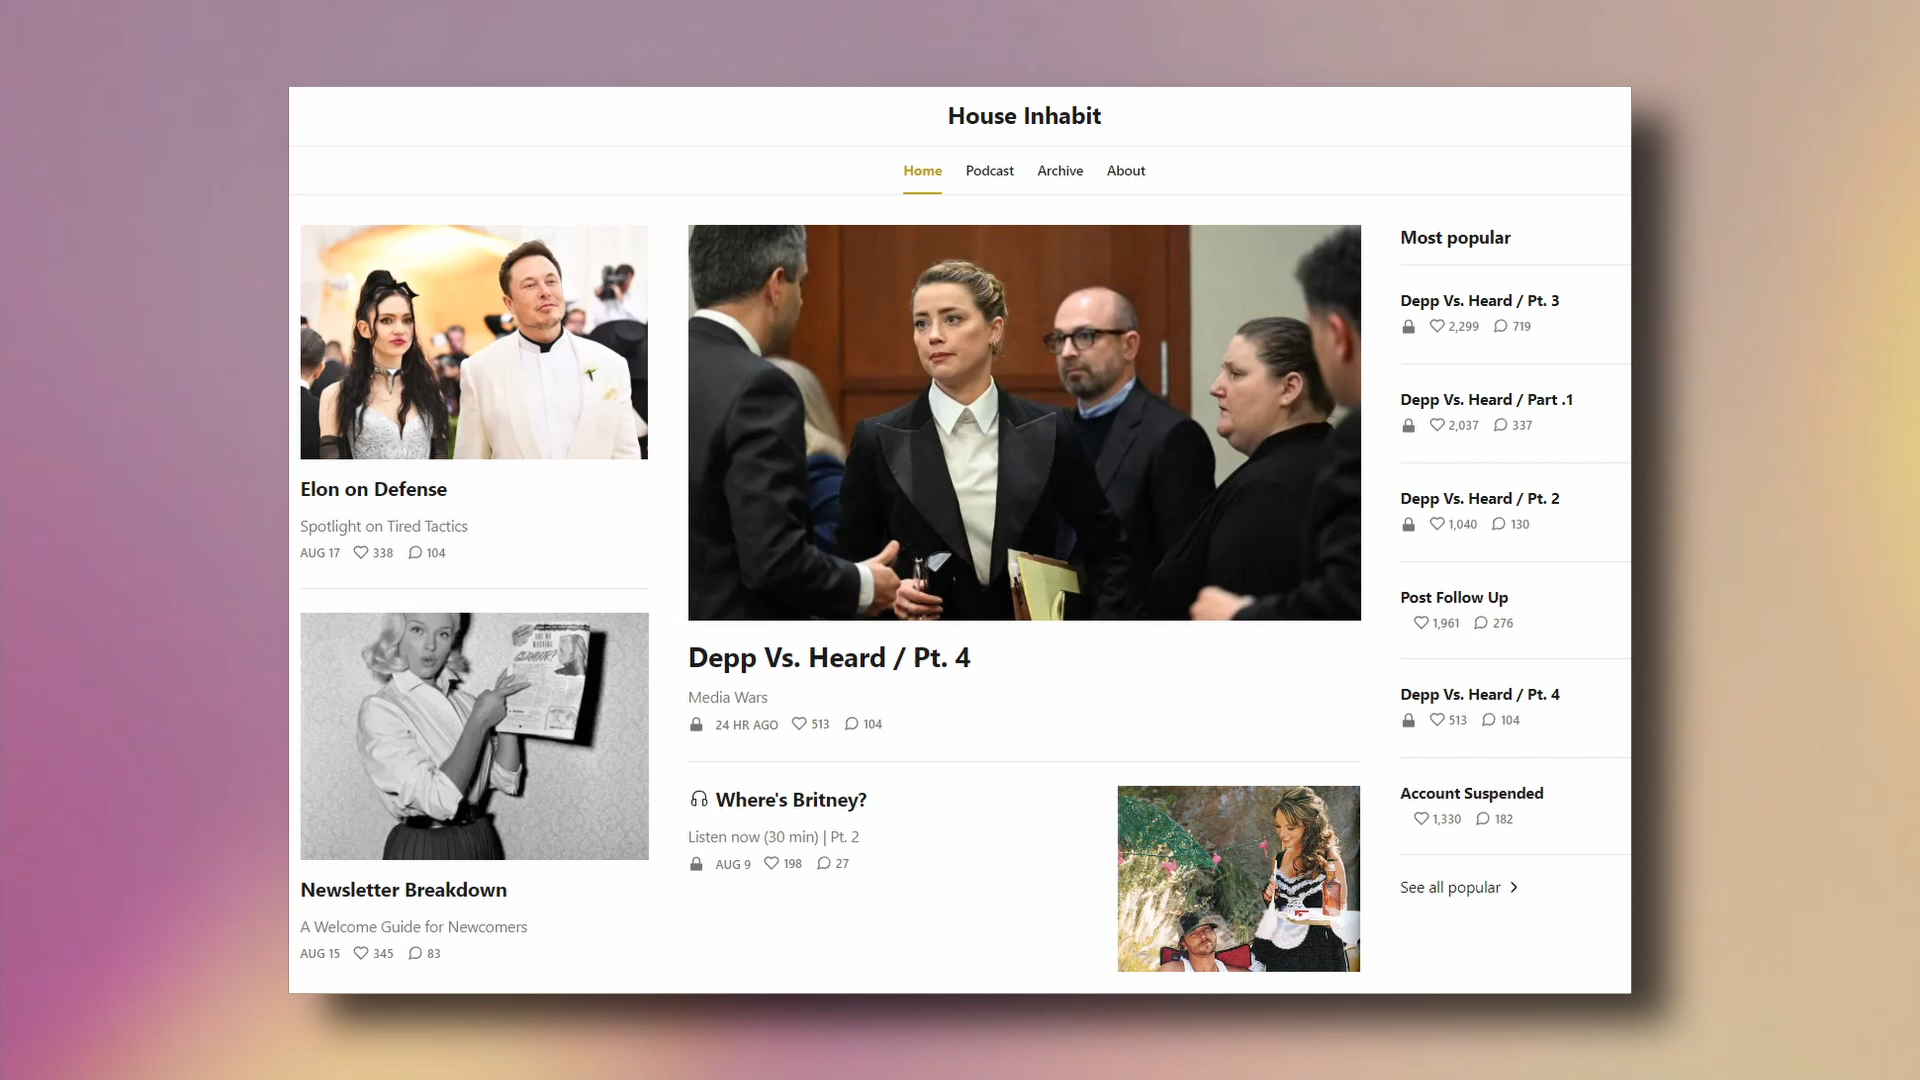 House Inhabit
Home Podcast Archive About
Elon on Defense
Spotlight on Tired Tactics
AUG 17 338 104
GLAMOUR?
Newsletter Breakdown
A Welcome Guide for Newcomers
AUG 15 345 83
Depp Vs. Heard / Pt. 4
Media Wars
24 HR AGO 513 104
Where's Britney?
Listen now (30 min) | Pt. 2
AUG 9 198 27
Most popular
Depp Vs. Heard / Pt. 3
2,299 719
Depp Vs. Heard / Part .1
2,037 337
Depp Vs. Heard / Pt. 2
1,040 130
Post Follow Up
1,961 276
Depp Vs. Heard / Pt. 4
513 104
Account Suspended
1,330 182
See all popular